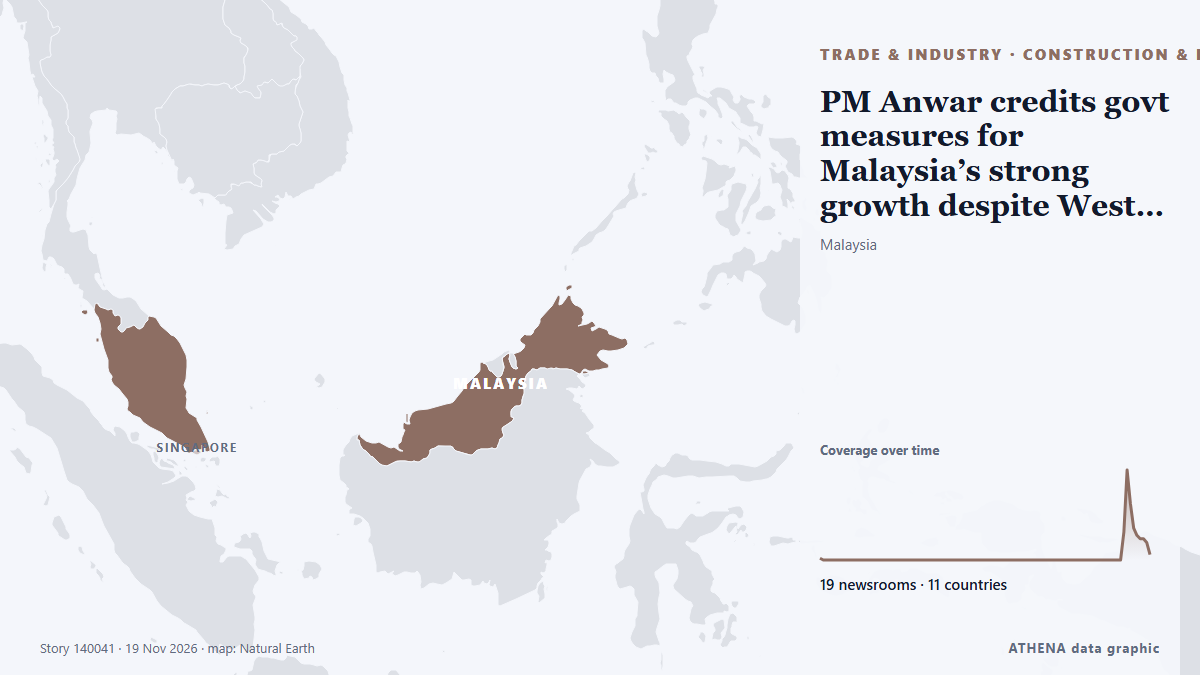 TRADE & INDUSTRY · CONSTRUCTION &
PM Anwar credits govt
measures for
Malaysia’s strong
growth despite West…
Malaysia
MALAYSIA
SINGAPORE
Coverage over time
19 newsrooms · 11 countries
Story 140041 · 19 Nov 2026 · map: Natural Earth
ATHENA data graphic